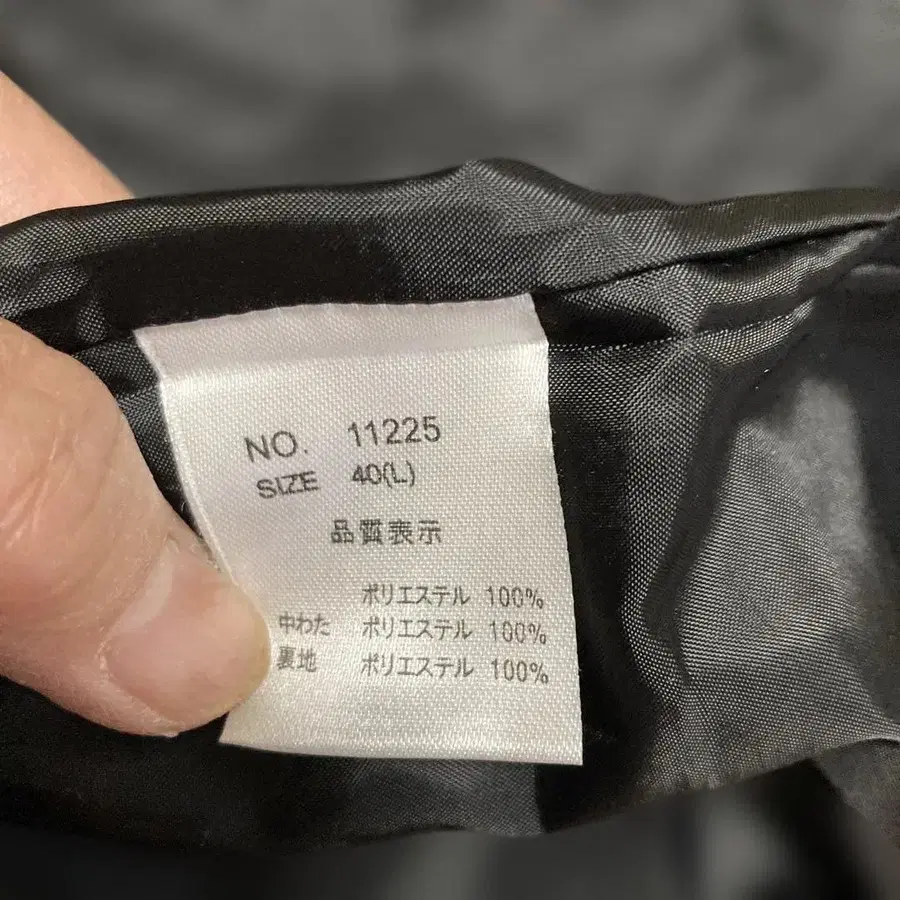 NO. 11225
SIZE 40(L)
品質表示
ポリエステル 100%
中わた ポリエステル 100%
裏地 ポリエステル 100%